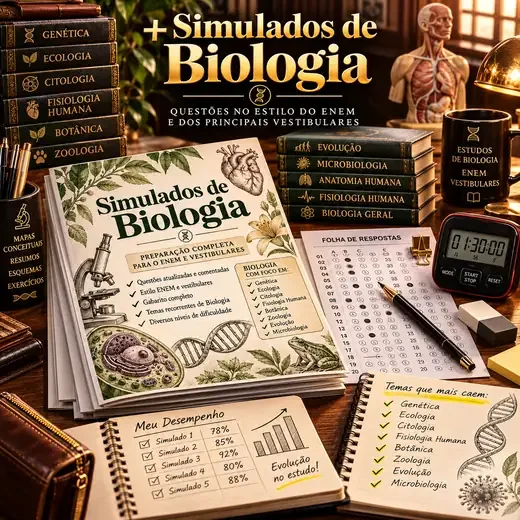 + Simulados de
Biologia
QUESTÕES NO ESTILO DO ENEM
E DOS PRINCIPAIS VESTIBULARES
GENÉTICA
ECOLOGIA
CITOLOGIA
FISIOLOGIA
HUMANA
BOTÂNICA
ZOOLOGIA
EVOLUÇÃO
MICROBIOLOGIA
ANATOMIA HUMANA
FISIOLOGIA HUMANA
BIOLOGIA GERAL
ESTUDOS
DE BIOLOGIA
ENEM
VESTIBULARES
MAPAS
CONCEITUAIS
RESUMOS
ESQUEMAS
EXERCÍCIOS
Simulados de
Biologia
PREPARAÇÃO COMPLETA
PARA O ENEM E VESTIBULARES
Questões atualizadas e comentadas
Estilo ENEM e vestibulares
Gabarito completo
Temas recorrentes de Biologia
Diversos níveis de dificuldade
BIOLOGIA
COM FOCO EM:
Genética
Ecologia
Citologia
Fisiologia Humana
Botânica
Zoologia
Evolução
Microbiologia
FOLHA DE RESPOSTAS
01:30:00
MODE
START
STOP
RESET
Meu Desempenho
Simulado 1 78%
Simulado 2 85%
Simulado 3 92%
Simulado 4 80%
Simulado 5 88%
Evolução
no estudo!
Temas que mais caem:
Genética
Ecologia
Citologia
Fisiologia Humana
Botânica
Zoologia
Evolução
Microbiologia